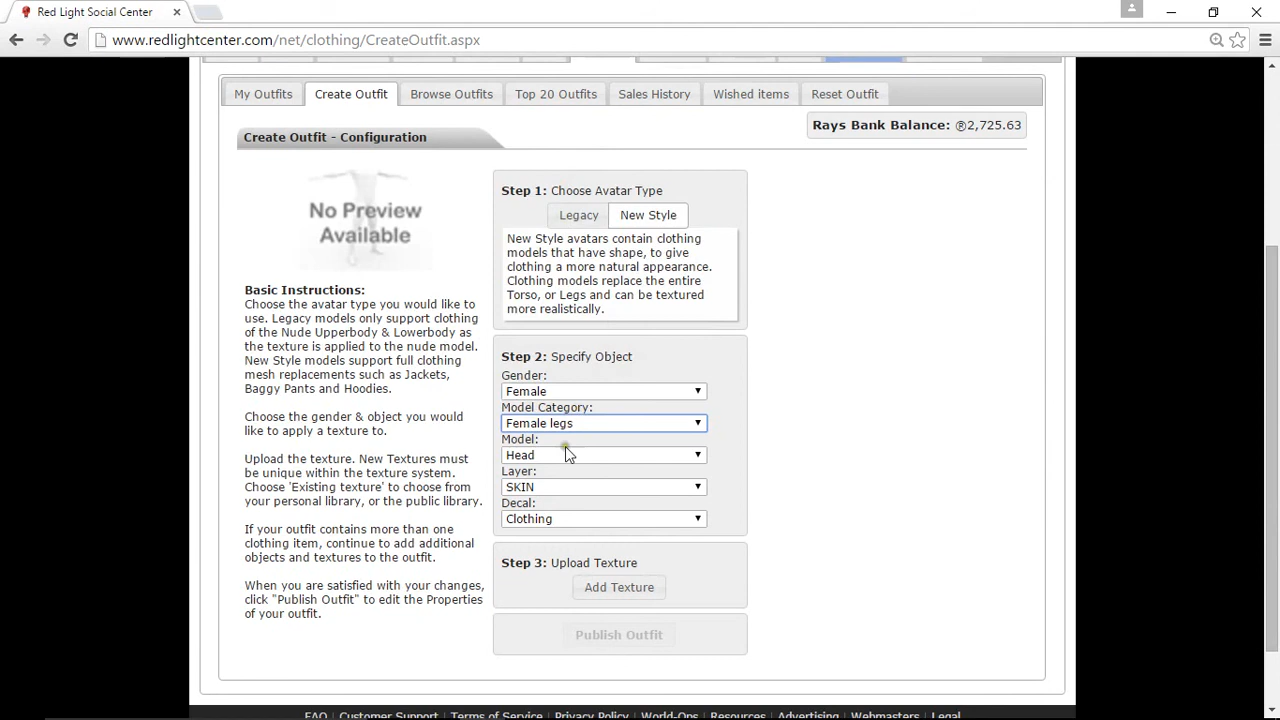 Red Light Social Center
www.redlightcenter.com/net/clothing/CreateOutfit.aspx
My Outfits Create Outfit Browse Outfits Top 20 Outfits Sales History Wished items Reset Outfit
Rays Bank Balance: ℗2,725.63
Create Outfit - Configuration
No Preview
Available
Basic Instructions:
Choose the avatar type you would like to
use. Legacy models only support clothing
of the Nude Upperbody & Lowerbody as
the texture is applied to the nude model.
New Style models support full clothing
mesh replacements such as Jackets,
Baggy Pants and Hoodies.
Choose the gender & object you would
like to apply a texture to.
Upload the texture. New Textures must
be unique within the texture system.
Choose 'Existing texture' to choose from
your personal library, or the public library.
If your outfit contains more than one
clothing item, continue to add additional
objects and textures to the outfit.
When you are satisfied with your changes,
click "Publish Outfit" to edit the Properties
of your outfit.
Step 1: Choose Avatar Type
Legacy New Style
New Style avatars contain clothing
models that have shape, to give
clothing a more natural appearance.
Clothing models replace the entire
Torso, or Legs and can be textured
more realistically.
Step 2: Specify Object
Gender:
Female
Model Category:
Female legs
Model:
Head
Layer:
SKIN
Decal:
Clothing
Step 3: Upload Texture
Add Texture
Publish Outfit
FAQ Customer Support Terms of Service Privacy Policy World-Ops Resources Advertising Webmasters Legal